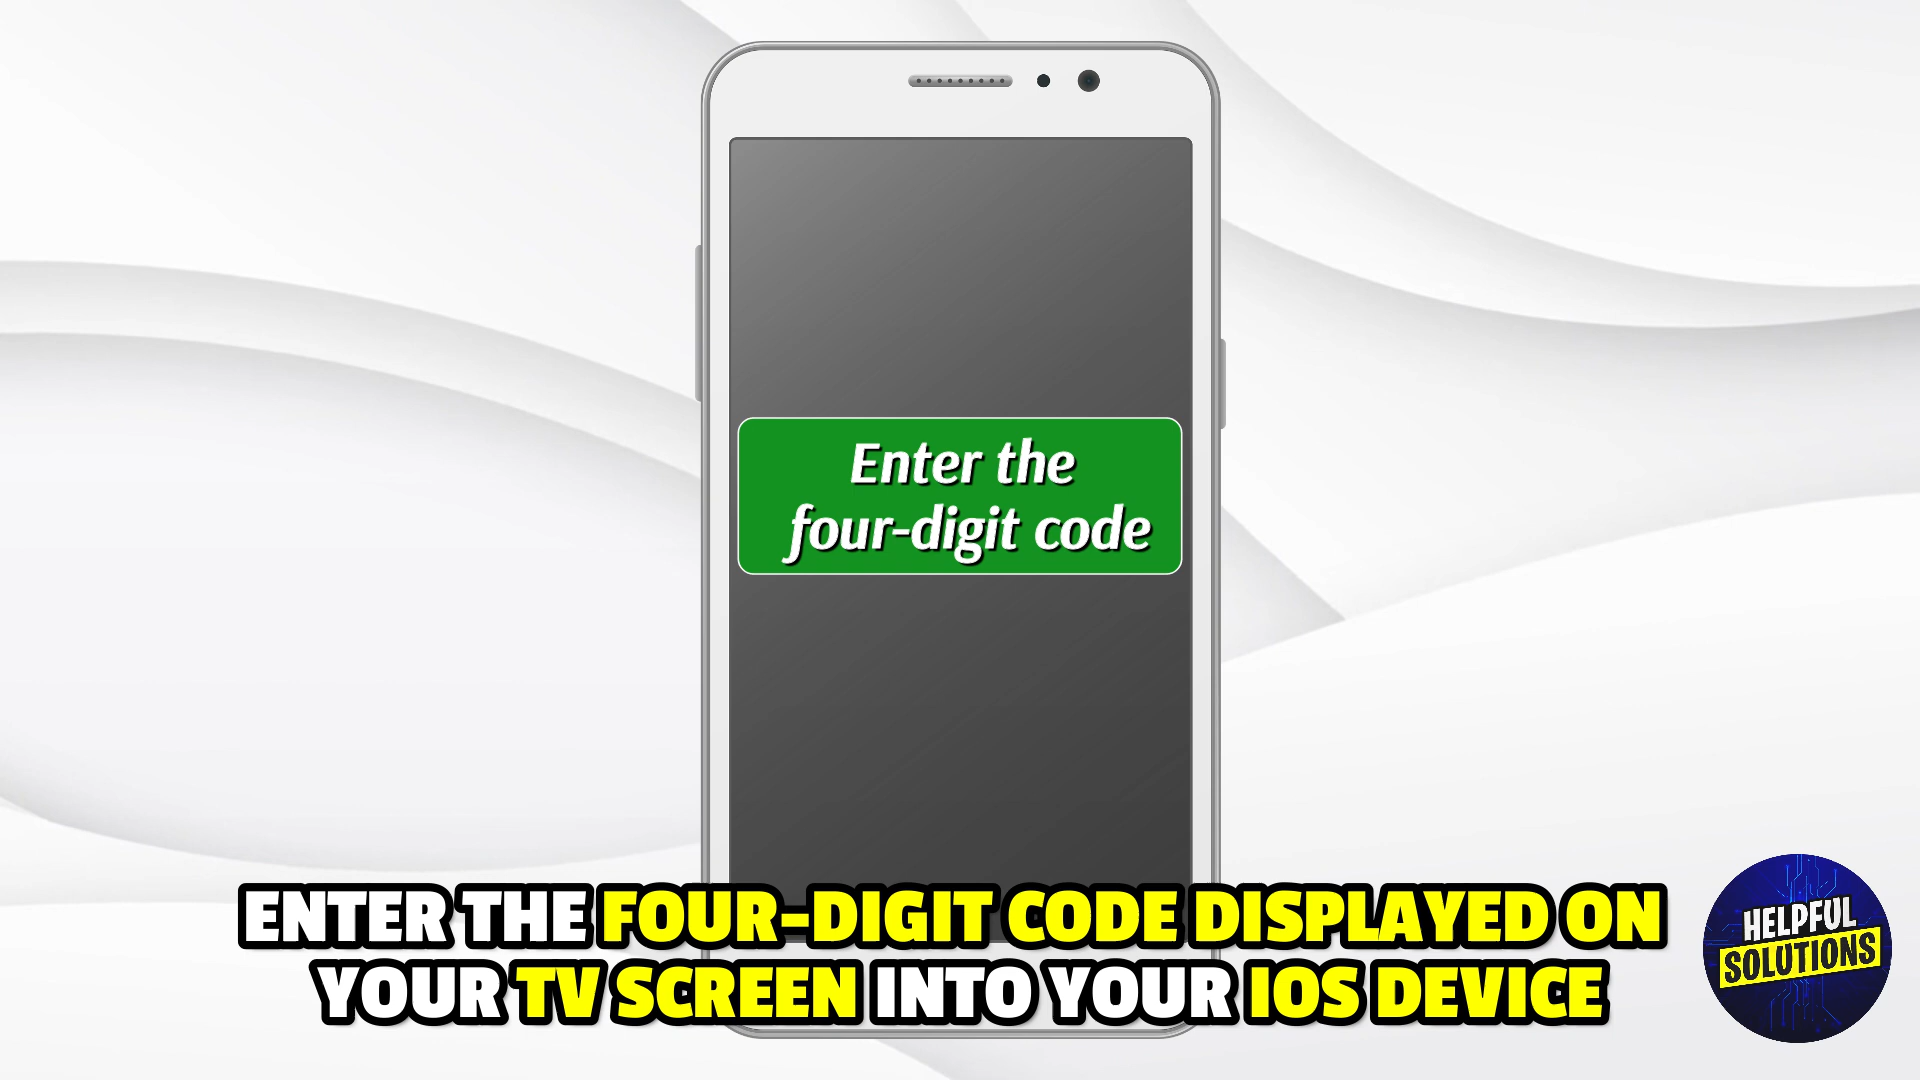 Enter the
four-digit code
ENTER THE FOUR-DIGIT CODE DISPLAYED ON
YOUR TV SCREEN INTO YOUR IOS DEVICE
HELPFUL
SOLUTIONS